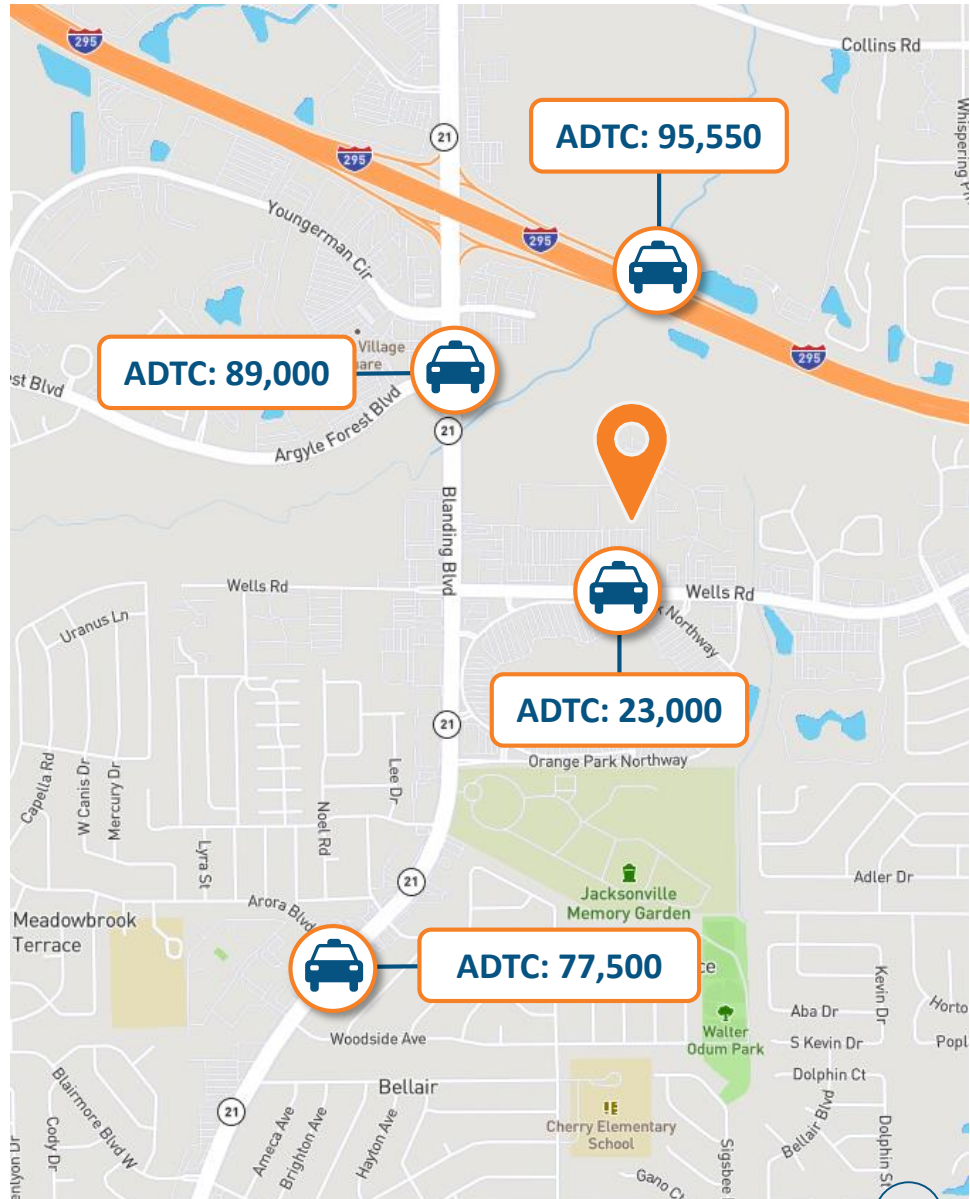 295
Collins Rd
21
ADTC: 95,550
295
Whispering
Youngerman Cir
295
Village
ADTC: 89,000
295
Blvd
Argyle Forest Blvd
21
Blanding Blvd
Wells Rd
Wells Rd
Northway
Uranus Ln
ADTC: 23,000
21
Orange Park Northway
Capella Rd
W Canis Dr
Mercury Dr
Lee Dr
Noel Rd
Lyra St
21
Adler Dr
Jacksonville
Memory Garden
Arora Blvd
Meadowbrook
Terrace
ADTC: 77,500
Kevin Dr
Aba Dr
Woodside Ave
Walter
Odum Park
S Kevin Dr
Dolphin Ct
Bellair
Blairmore Blvd W
21
Cherry Elementary
School
Bellair Blvd
Dolphin St
Cody Dr
Ameca Ave
Brighton Ave
Hayton Ave
Sigsbee
Gano